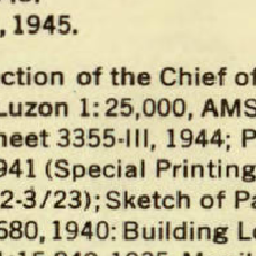 , 1945.
ction of the Chief of
Luzon 1:25,000, AMS
heet 3355-III, 1944; P
941 (Special Printing
2-3/23); Sketch of Pa
680, 1940: Building Lo